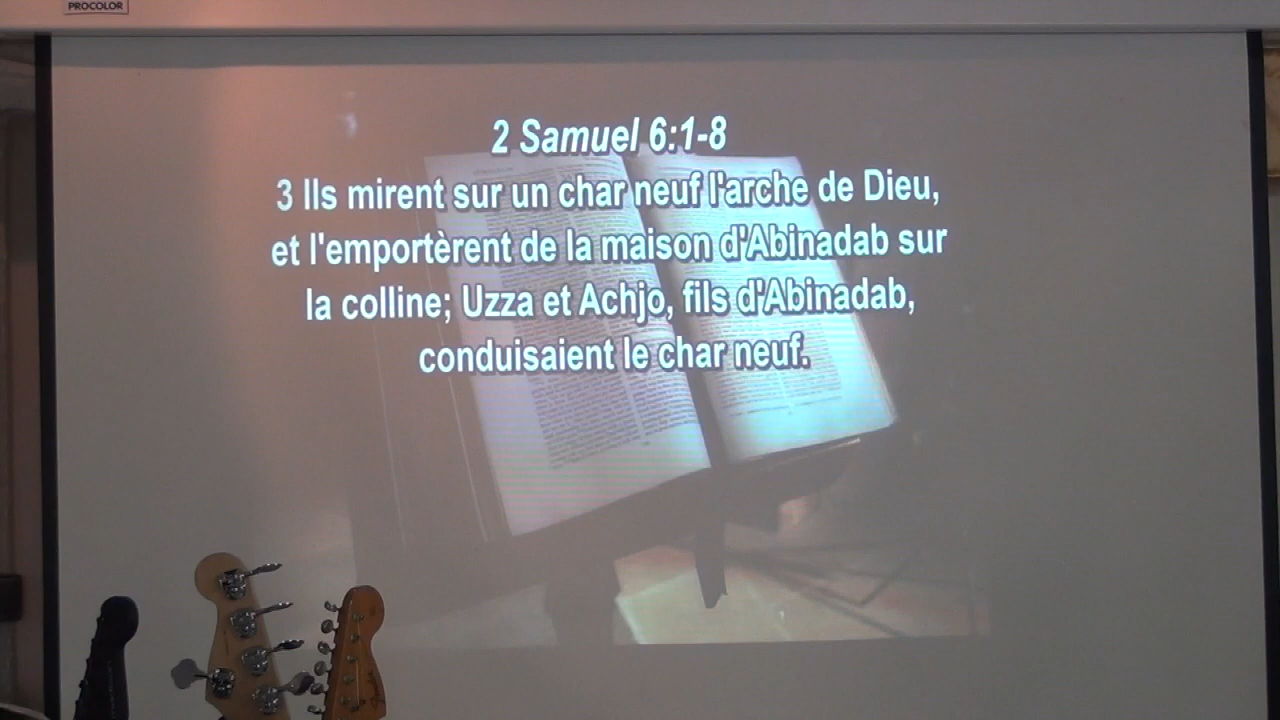 PROCOLOR
2 Samuel 6:1-8
3 Ils mirent sur un char neuf l'arche de Dieu,
et l'emportèrent de la maison d'Abinadab sur
la colline; Uzza et Achjo, fils d'Abinadab,
conduisaient le char neuf.